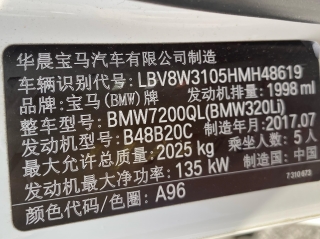 华晨宝马汽车有限公司制造
车辆识别代号: LBV8W3105HMH48619
品牌: 宝马(BMW)牌 发动机排量: 1998 ml
整车型号: BMW7200QL(BMW320Li)
发动机型号: B48B20C 制造年月: 2017.07
最大允许总质量: 2025 kg 乘坐人数: 5 人
发动机最大净功率: 135 kW 制造国: 中国
颜色代码/色圈: A96 7 310 673